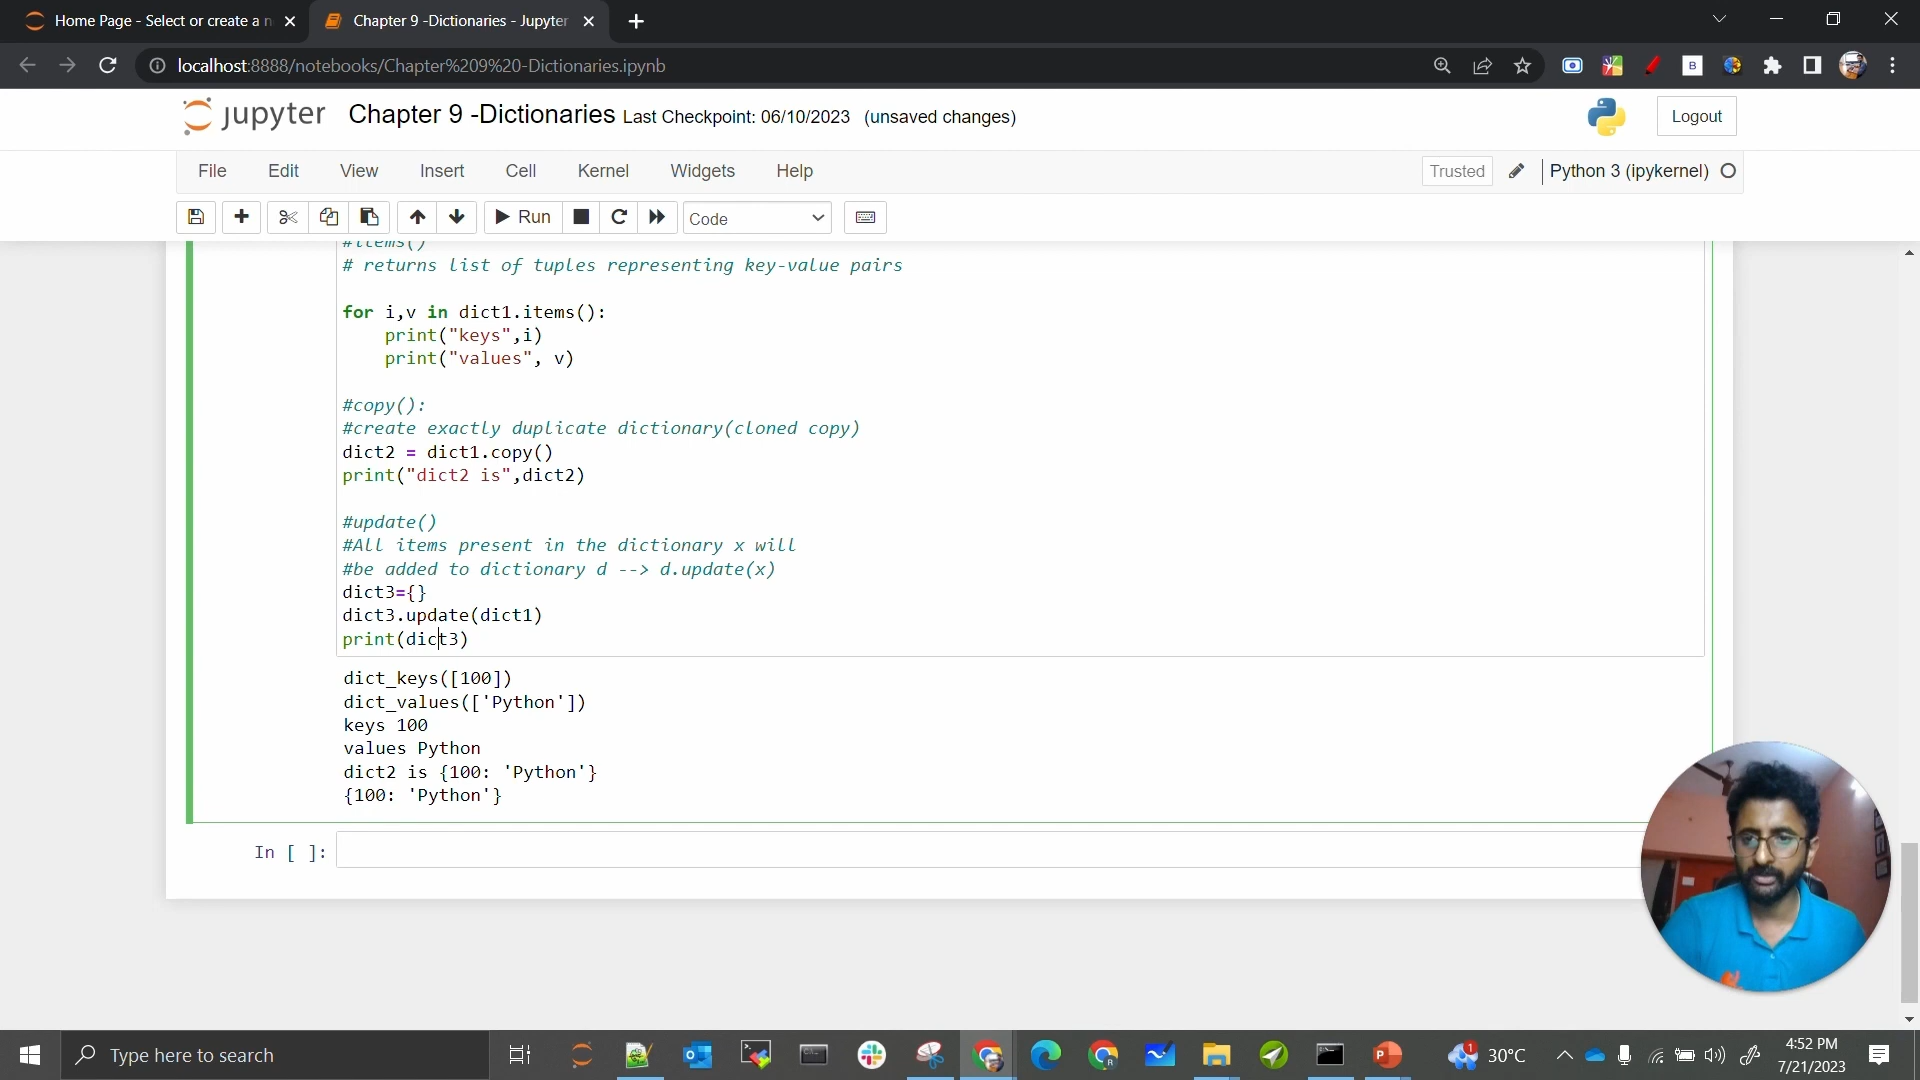 Home Page - Select or create a n
Chapter 9 -Dictionaries - Jupyter
localhost:8888/notebooks/Chapter%209%20-Dictionaries.ipynb
jupyter Chapter 9 -Dictionaries Last Checkpoint: 06/10/2023 (unsaved changes)
Logout
File Edit View Insert Cell Kernel Widgets Help
Trusted
Python 3 (ipykernel)
Run
Code
#items()
# returns list of tuples representing key-value pairs
for i,v in dict1.items():
print("keys",i)
print("values", v)
#copy():
#create exactly duplicate dictionary(cloned copy)
dict2 = dict1.copy()
print("dict2 is",dict2)
#update()
#All items present in the dictionary x will
#be added to dictionary d --> d.update(x)
dict3={}
dict3.update(dict1)
print(dict3)
dict_keys([100])
dict_values(['Python'])
keys 100
values Python
dict2 is {100: 'Python'}
{100: 'Python'}
In [ ]:
Type here to search
30°C
4:52 PM
7/21/2023